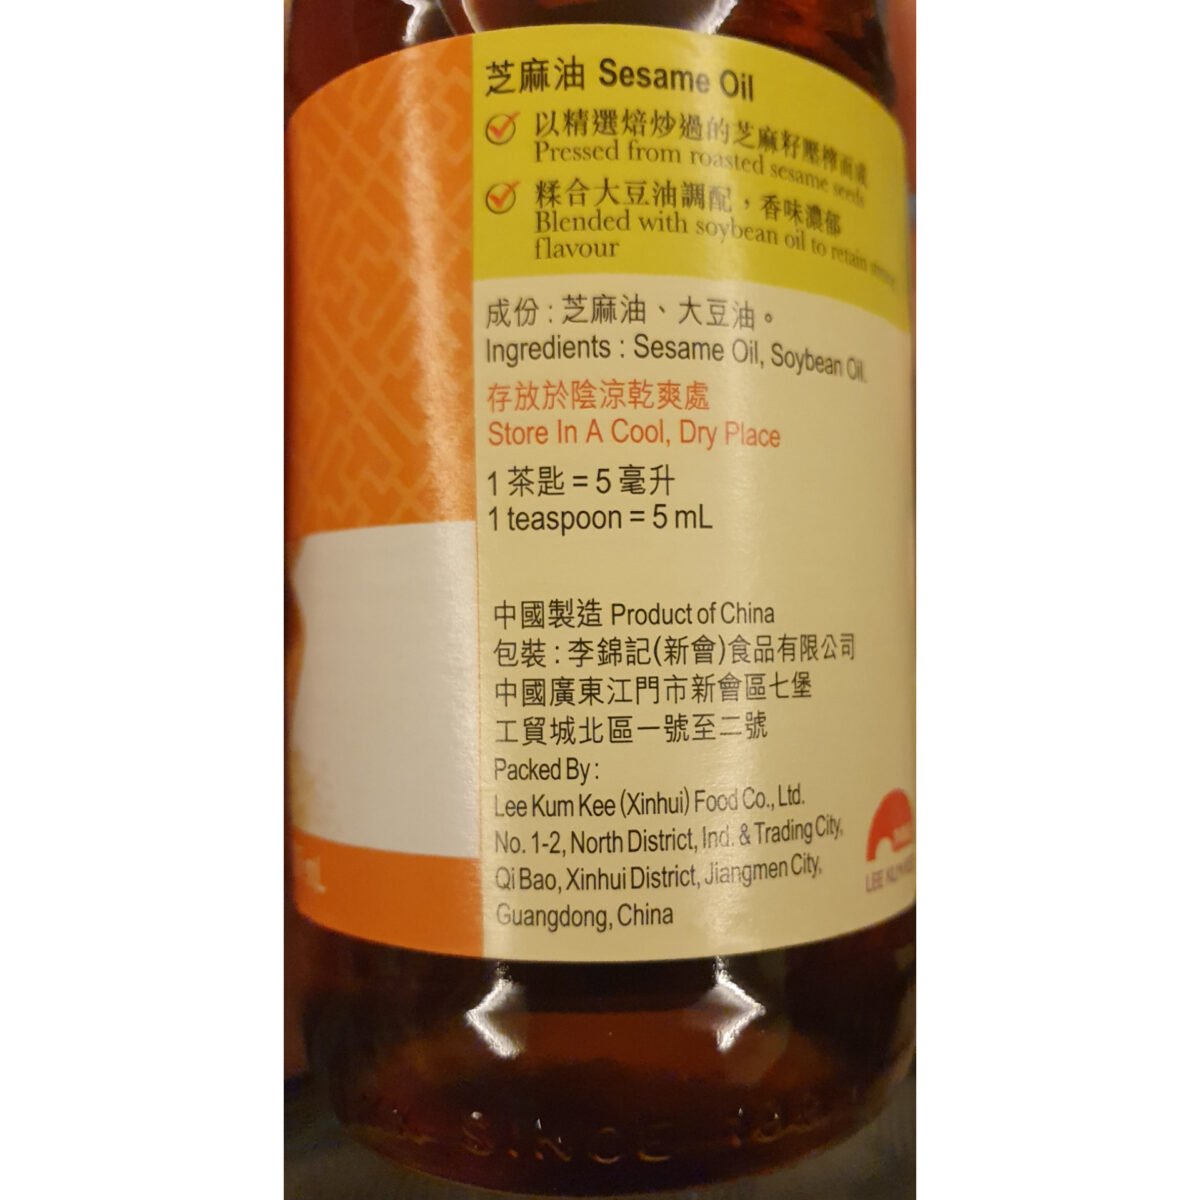 芝麻油 Sesame Oil
以精選焙炒過的芝麻籽壓榨而成
Pressed from roasted sesame seeds
糅合大豆油調配，香味濃郁
Blended with soybean oil to retain
flavour
成份 : 芝麻油、大豆油。
Ingredients : Sesame Oil, Soybean Oil.
存放於陰涼乾爽處
Store In A Cool, Dry Place
1 茶匙 = 5 毫升
1 teaspoon = 5 mL
中國製造 Product of China
包裝 : 李錦記(新會)食品有限公司
中國廣東江門市新會區七堡
工貿城北區一號至二號
Packed By :
Lee Kum Kee (Xinhui) Food Co., Ltd.
No. 1-2, North District, Ind. & Trading City,
Qi Bao, Xinhui District, Jiangmen City,
Guangdong, China
LEE KUM KEE
SINCE